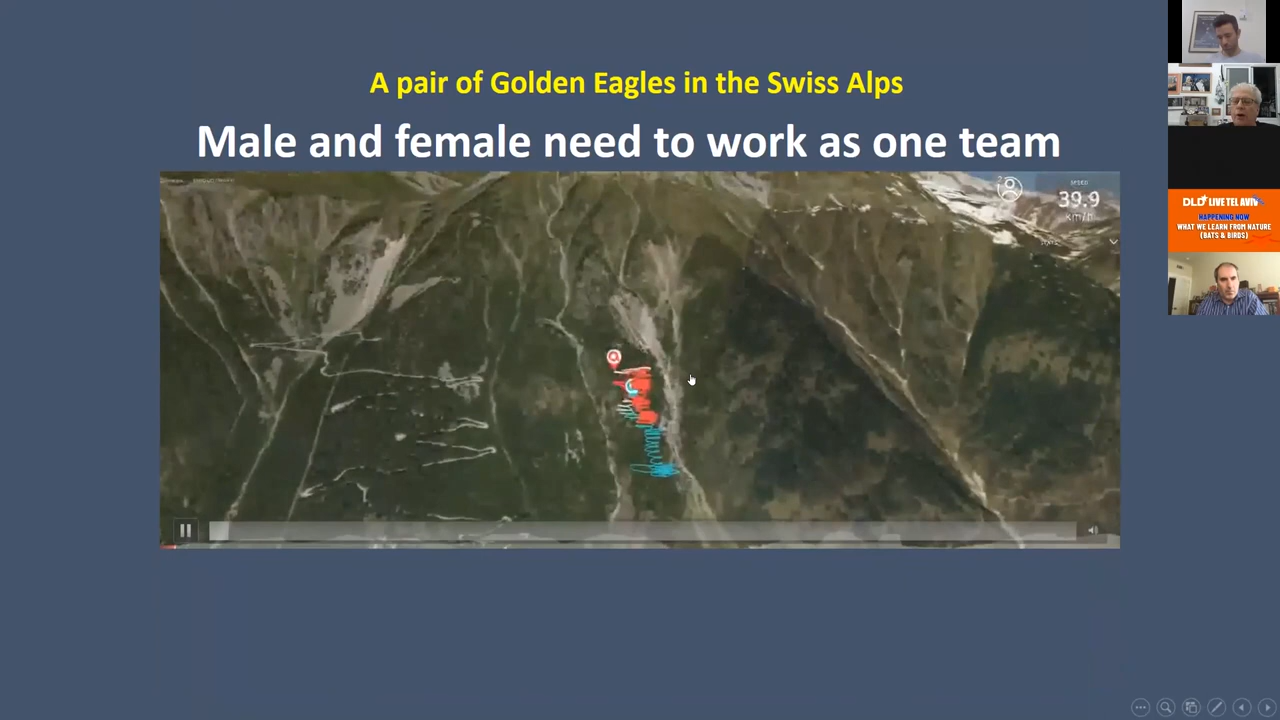 A pair of Golden Eagles in the Swiss Alps
Male and female need to work as one team
SPEED
39.9
km/h
DLD LIVE TEL AVIV
HAPPENING NOW
WHAT WE LEARN FROM NATURE
(BATS & BIRDS)